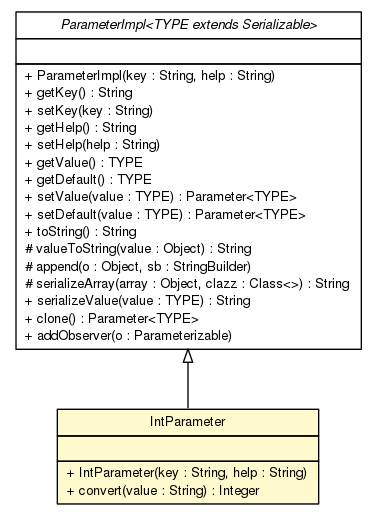 ParameterImpl<TYPE extends Serializable>
+ ParameterImpl(key : String, help : String)
+ getKey() : String
+ setKey(key : String)
+ getHelp() : String
+ setHelp(help : String)
+ getValue() : TYPE
+ getDefault() : TYPE
+ setValue(value : TYPE) : Parameter<TYPE>
+ setDefault(value : TYPE) : Parameter<TYPE>
+ toString() : String
# valueToString(value : Object) : String
# append(o : Object, sb : StringBuilder)
# serializeArray(array : Object, clazz : Class<>) : String
+ serializeValue(value : TYPE) : String
+ clone() : Parameter<TYPE>
+ addObserver(o : Parameterizable)
IntParameter
+ IntParameter(key : String, help : String)
+ convert(value : String) : Integer